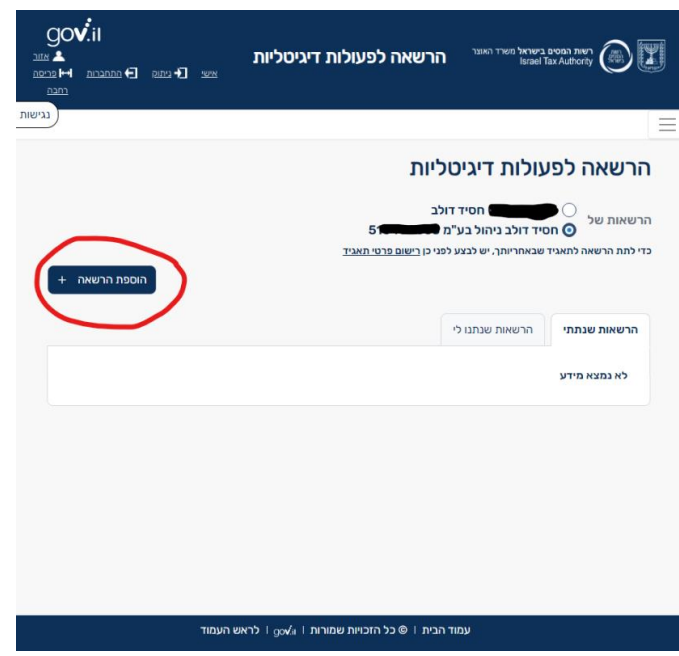 gov.il
רשות המסים בישראל משרד האוצר
Israel Tax Authority
הרשאה לפעולות דיגיטליות
אזור אישי
ניתוק
התחברות
פריסה רחבה
נגישות
הרשאה לפעולות דיגיטליות
הרשאות של
חסיד דולב
חסיד דולב ניהול בע"מ 51
כדי לתת הרשאה לתאגיד שבאחריותך, יש לבצע לפני כן רישום פרטי תאגיד
הוספת הרשאה +
הרשאות שנתתי
הרשאות שנתנו לי
לא נמצא מידע
עמוד הבית | © כל הזכויות שמורות | gov.il | לראש העמוד